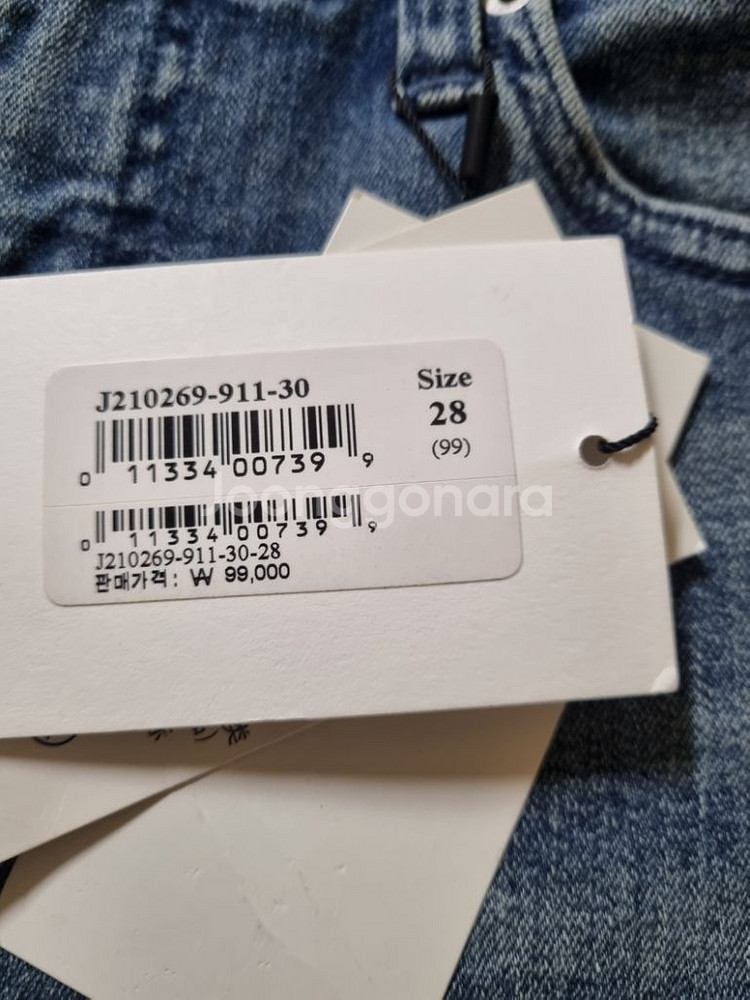 J210269-911-30
Size
28
(99)
0 11334 00739 9
0 11334 00739 9
J210269-911-30-28
판매가격 : ₩ 99,000
Joonggonara